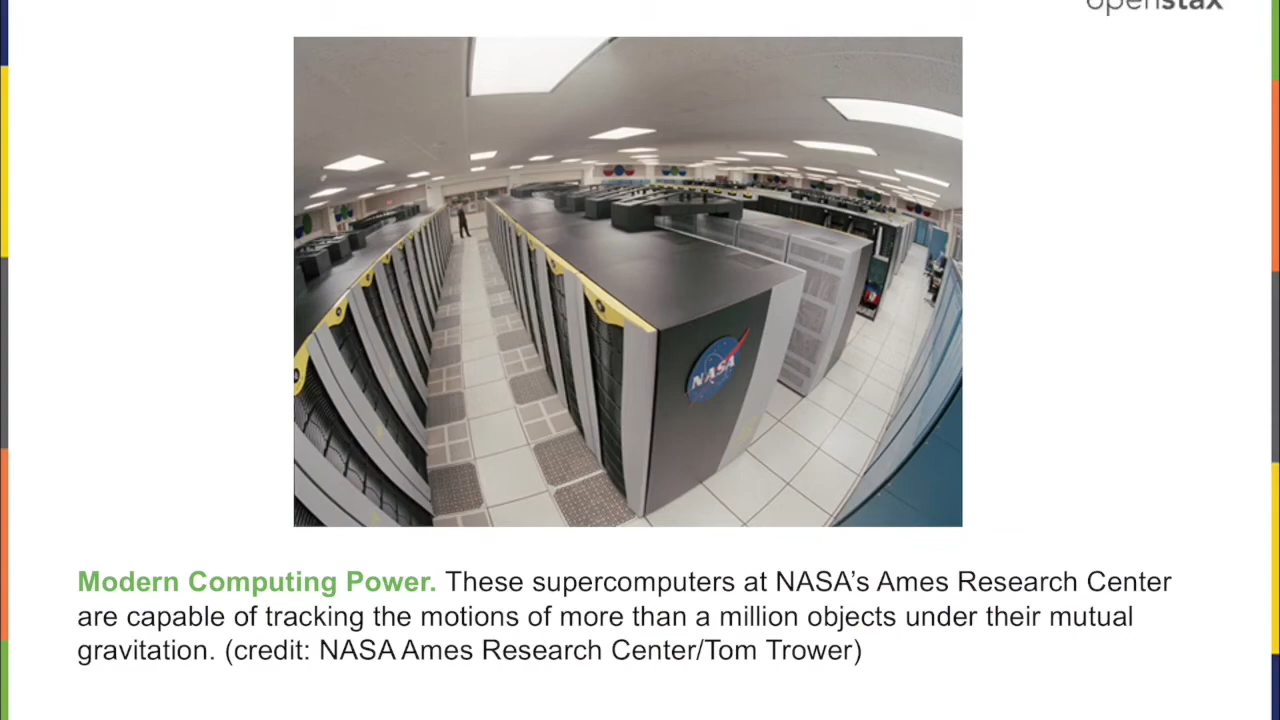 openstax
NASA
Modern Computing Power. These supercomputers at NASA’s Ames Research Center
are capable of tracking the motions of more than a million objects under their mutual
gravitation. (credit: NASA Ames Research Center/Tom Trower)